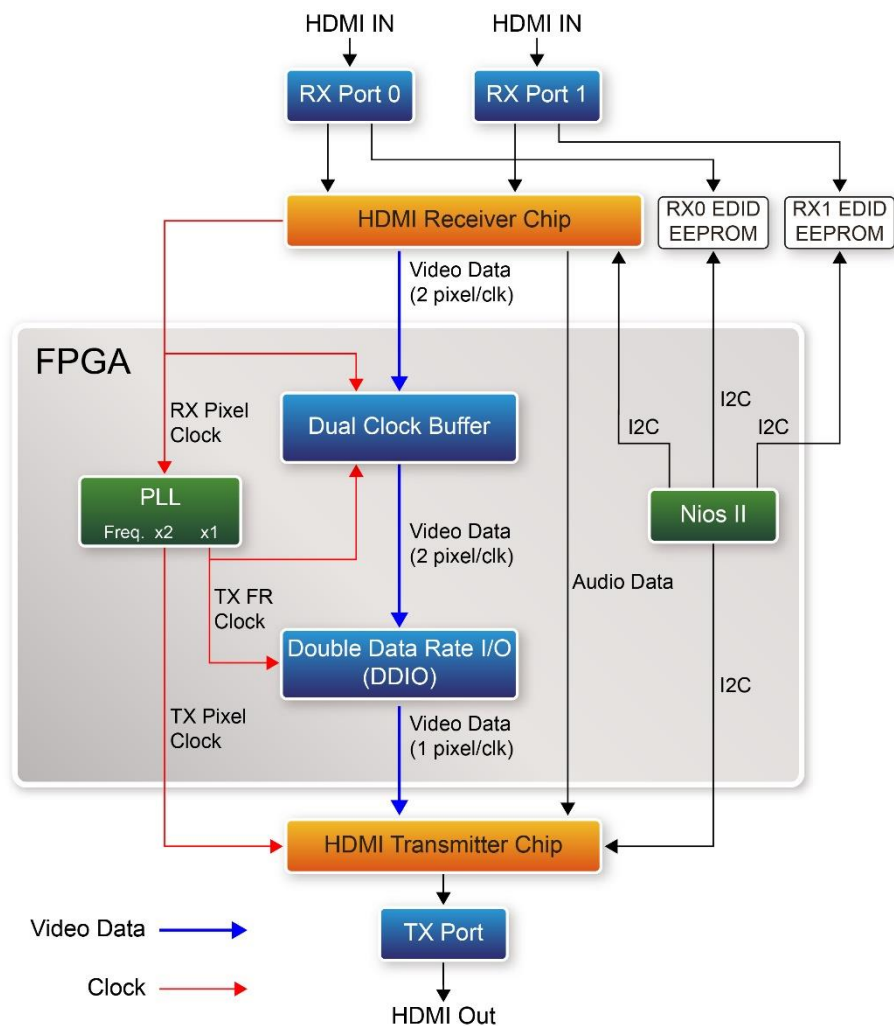 HDMI IN
HDMI IN
RX Port 0
RX Port 1
HDMI Receiver Chip
RX0 EDID
EEPROM
RX1 EDID
EEPROM
Video Data
(2 pixel/clk)
FPGA
RX Pixel
Clock
Dual Clock Buffer
I2C
I2C
I2C
PLL
Freq. x2 x1
Nios II
Video Data
(2 pixel/clk)
Audio Data
TX FR
Clock
Double Data Rate I/O
(DDIO)
I2C
TX Pixel
Clock
Video Data
(1 pixel/clk)
HDMI Transmitter Chip
TX Port
Video Data
Clock
HDMI Out